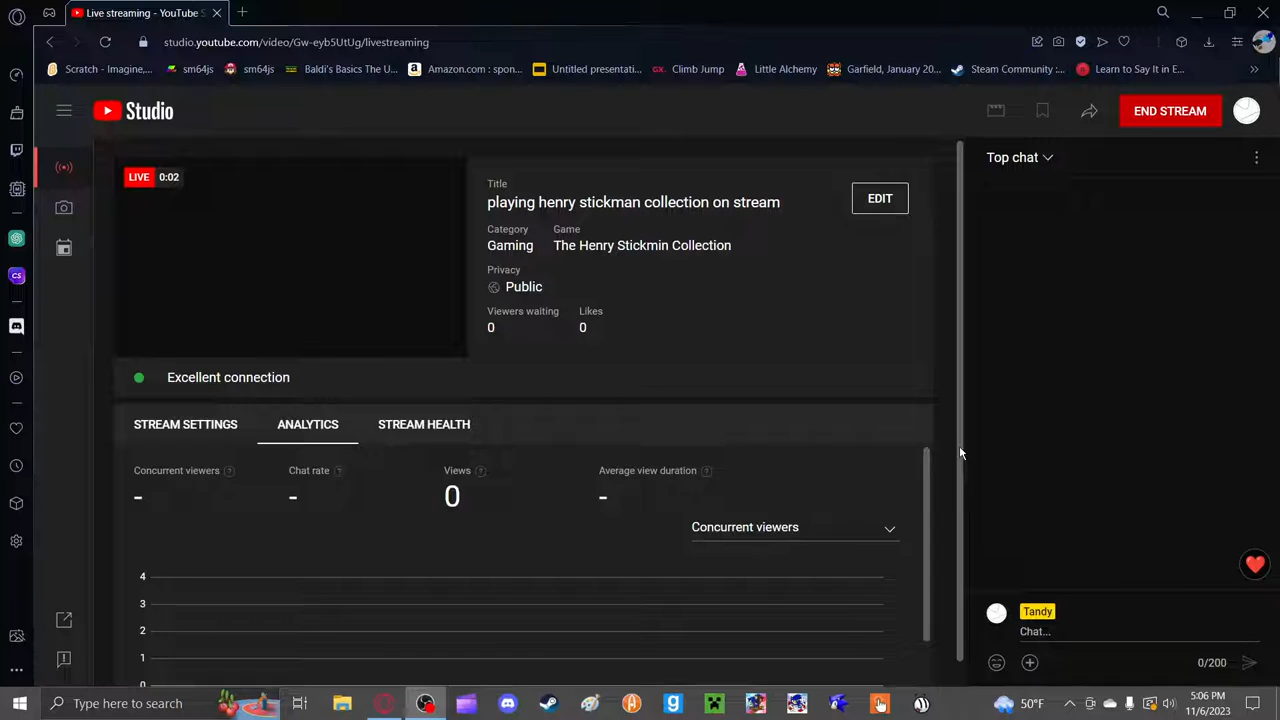 Live streaming - YouTube S
studio.youtube.com/video/Gw-eyb5UtUg/livestreaming
Scratch - Imagine,... sm64js sm64js Baldi's Basics The U... Amazon.com : spon... Untitled presentatio... GX. Climb Jump Little Alchemy Garfield, January 20... Steam Community :... Learn to Say It in E...
Studio
END STREAM
LIVE 0:02
Title
playing henry stickman collection on stream
EDIT
Category Game
Gaming The Henry Stickmin Collection
Privacy
Public
Viewers waiting Likes
0 0
Excellent connection
STREAM SETTINGS ANALYTICS STREAM HEALTH
Concurrent viewers ? Chat rate ? Views ? Average view duration ?
- - 0 -
Concurrent viewers
4
3
2
1
0
Top chat
Tandy
Chat...
0/200
CS
Type here to search
50°F
5:06 PM
11/6/2023